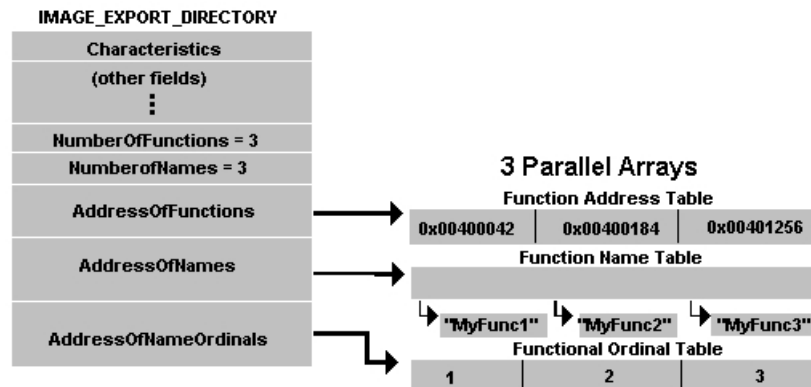 IMAGE_EXPORT_DIRECTORY
Characteristics
(other fields)
NumberOfFunctions = 3
NumberofNames = 3
AddressOfFunctions
AddressOfNames
AddressOfNameOrdinals
3 Parallel Arrays
Function Address Table
0x00400042 0x00400184 0x00401256
Function Name Table
"MyFunc1" "MyFunc2" "MyFunc3"
Functional Ordinal Table
1 2 3